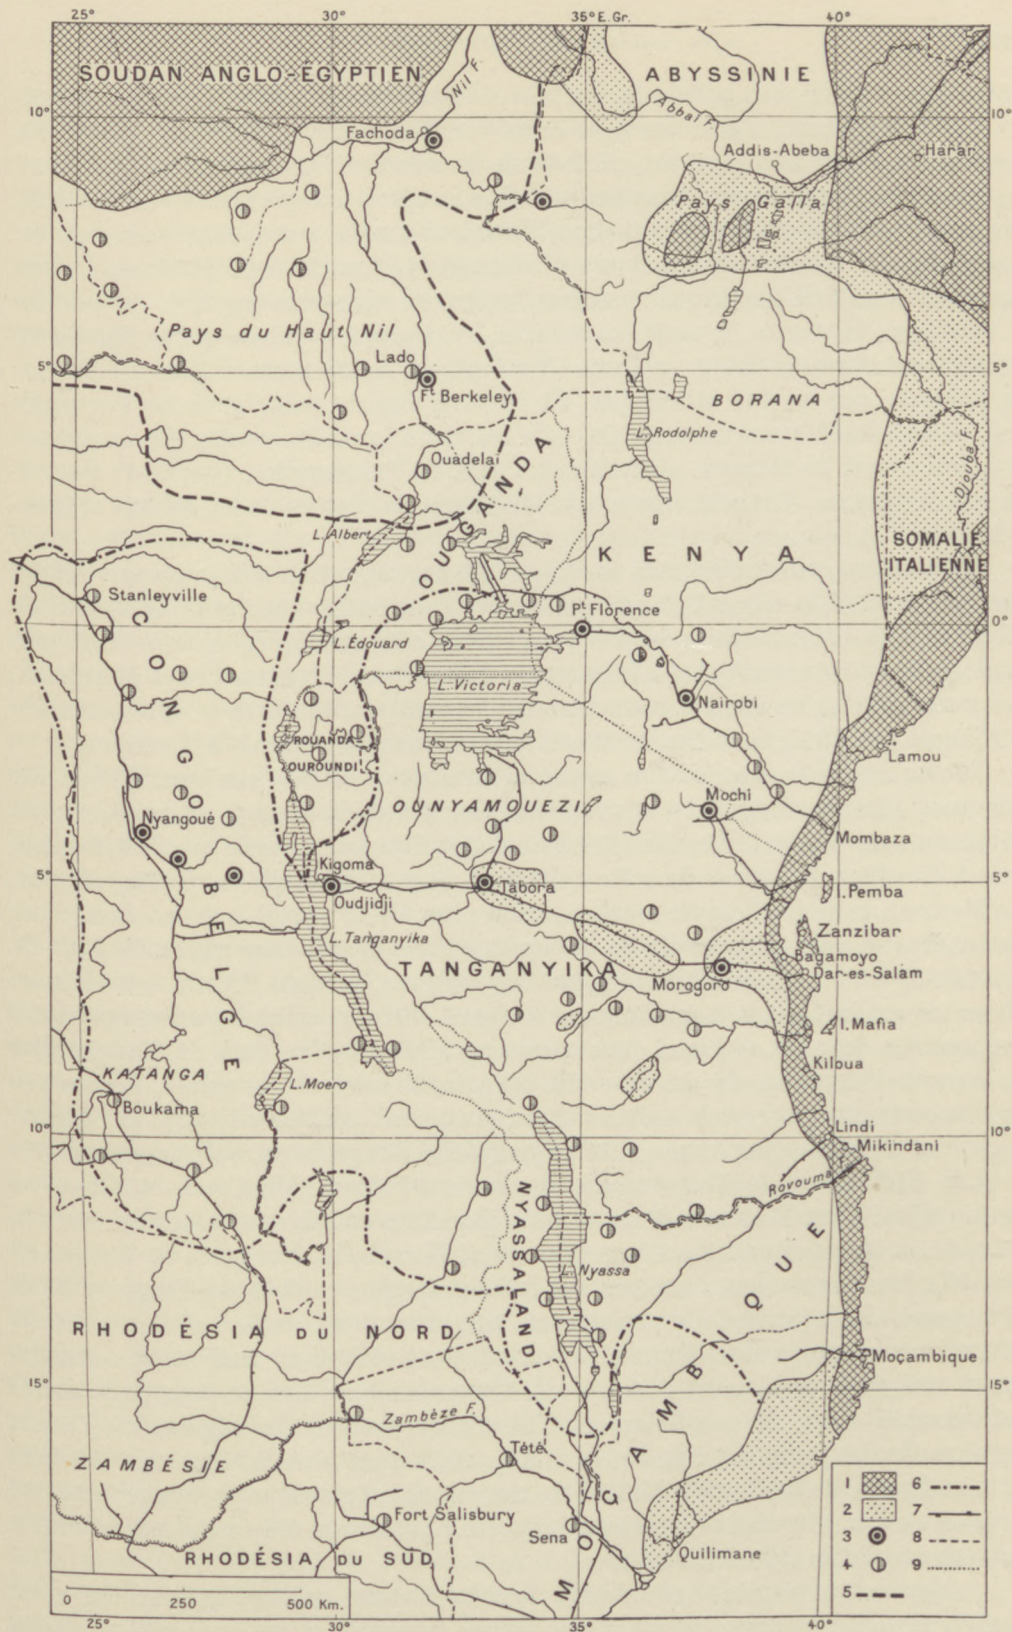 25° 30° 35° E. Gr. 40°
SOUDAN ANGLO-ÉGYPTIEN
Nil F.
ABYSSINIE
Abbaï F.
10° 10°
Fachoda
Addis-Abeba
Harar
Pays Galla
Pays du Haut Nil
Lado
5° 5°
Ft Berkeley
BORANA
L. Rodolphe
Ouadelaï
Djouba F.
L. Albert
OUGANDA
KENYA
SOMALIE
ITALIENNE
Stanleyville
Pt Florence
0° 0°
L. Édouard
L. Victoria
Nairobi
CONGO
BELGE
ROUANDA-
OUROUNDI
Lamou
OUNYAMOUEZI
Mochi
Nyangoué
Mombaza
Kigoma
5° 5°
Tabora
I. Pemba
Oudjidji
L. Tanganyika
Zanzibar
Bagamoyo
TANGANYIKA
Dar-es-Salam
Morogoro
I. Mafia
Kiloua
KATANGA
L. Moero
Boukama
10° 10°
Lindi
Mikindani
Rovouma
NYASSALAND
L. Nyassa
MOÇAMBIQUE
RHODÉSIA DU NORD
Moçambique
15° 15°
Zambèze F.
Tété
ZAMBÉSIE
Fort Salisbury
Sena
Quilimane
RHODÉSIA DU SUD
1 6
2 7
3 8
4 9
5
0 250 500 Km.
25° 30° 35° 40°